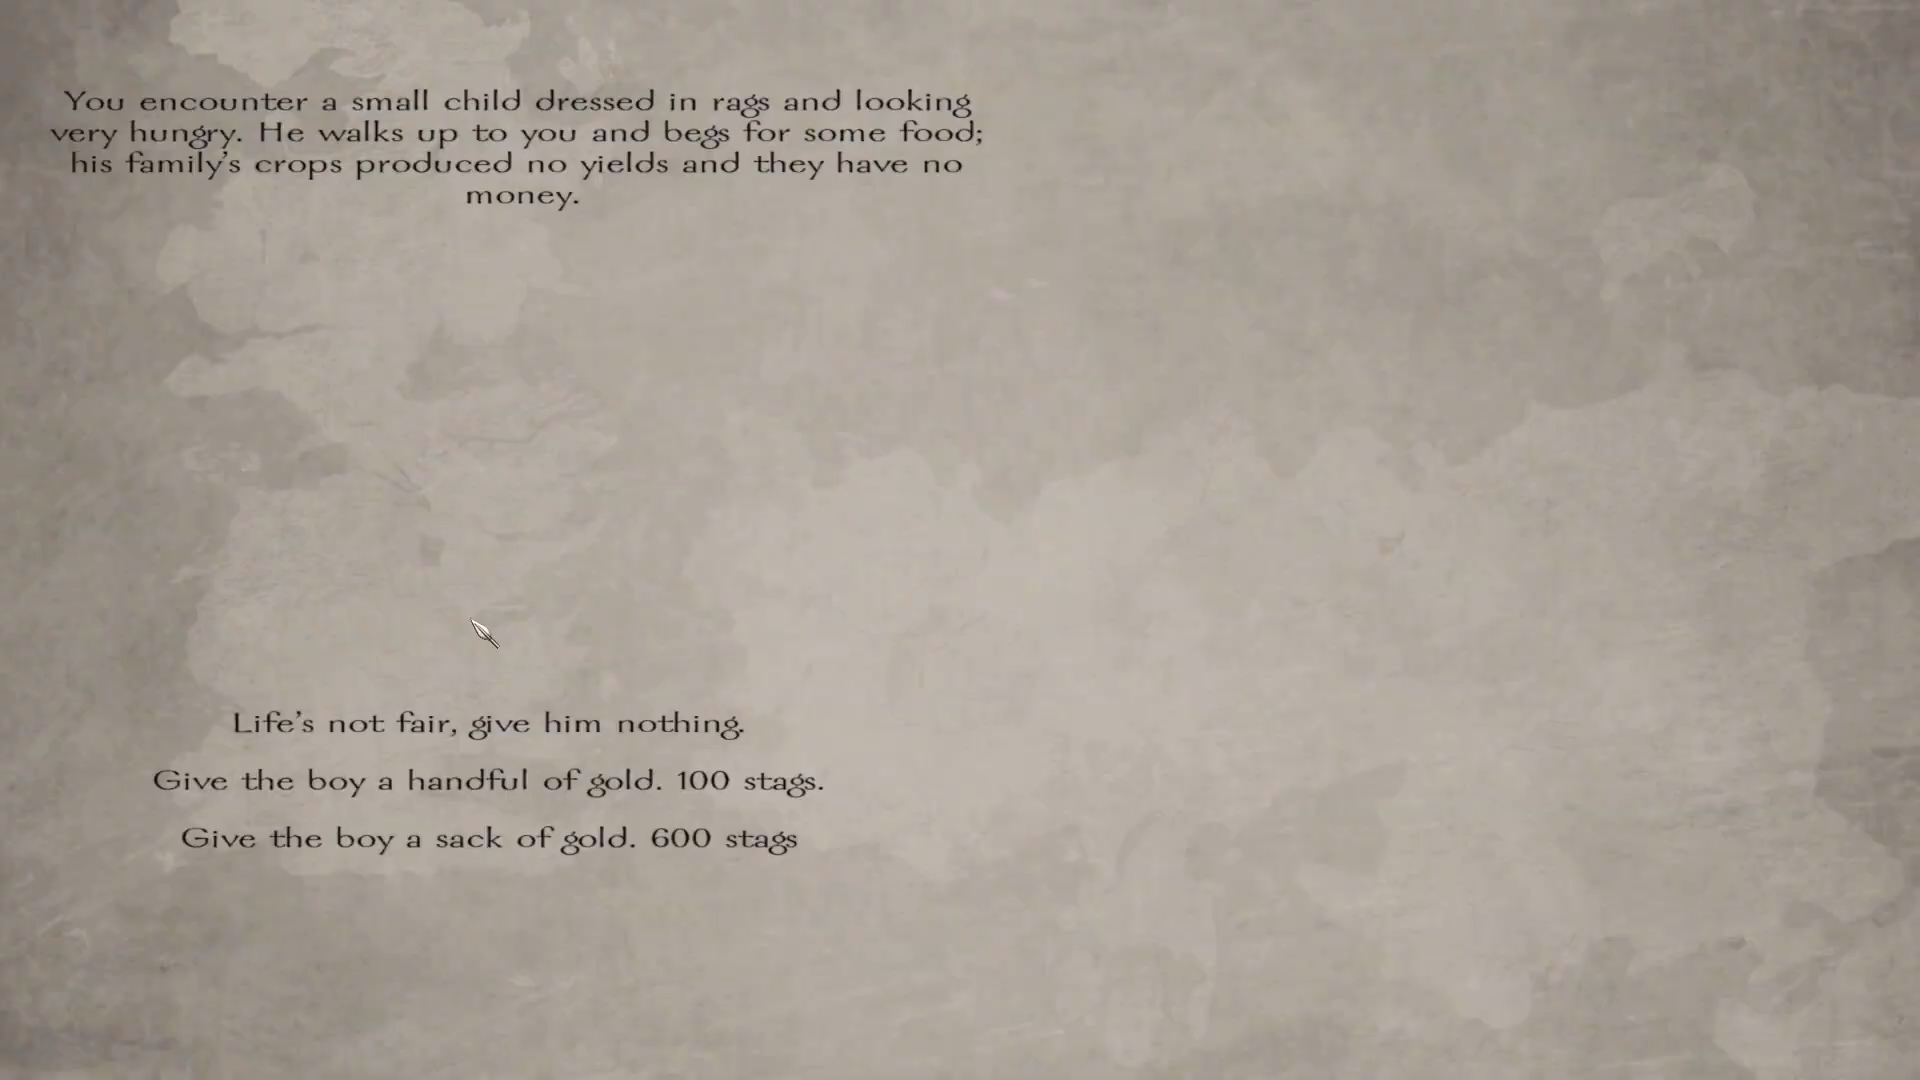 You encounter a small child dressed in rags and looking
very hungry. He walks up to you and begs for some food;
his family's crops produced no yields and they have no
money.
Life's not fair, give him nothing.
Give the boy a handful of gold. 100 stags.
Give the boy a sack of gold. 600 stags